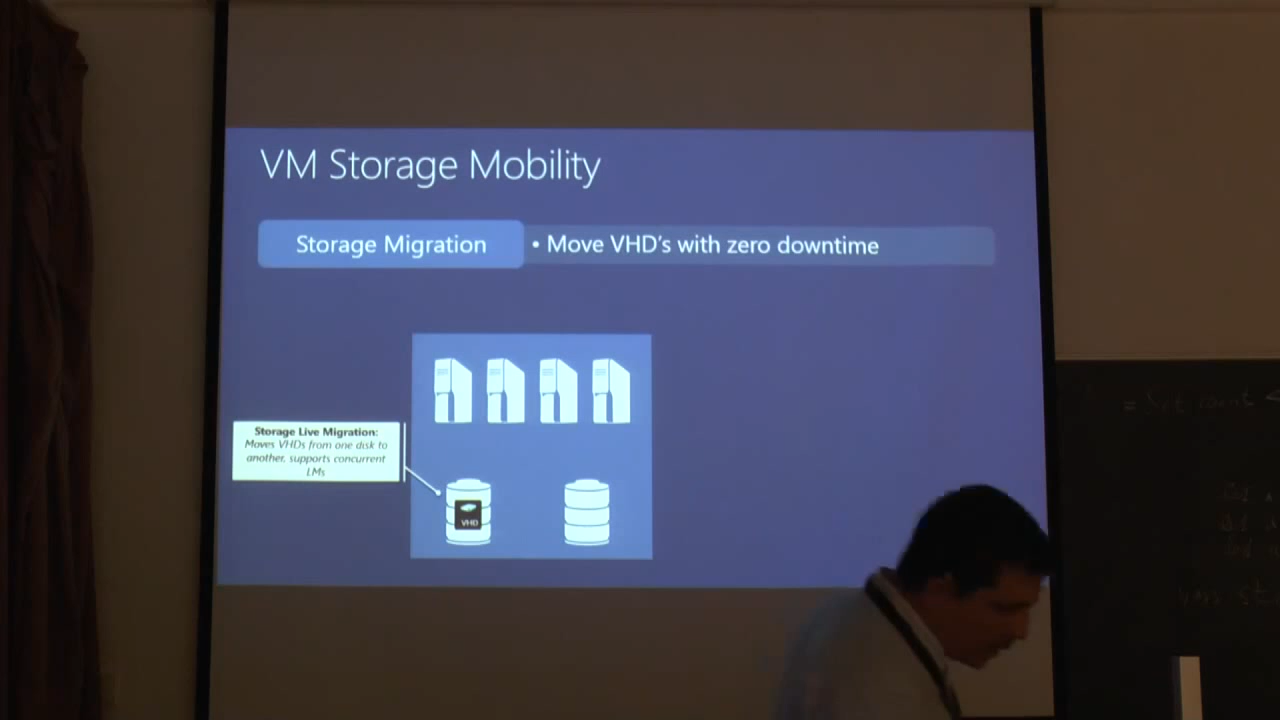 VM Storage Mobility
Storage Migration
• Move VHD's with zero downtime
Storage Live Migration:
Moves VHDs from one disk to
another, supports concurrent
LMs
VHD